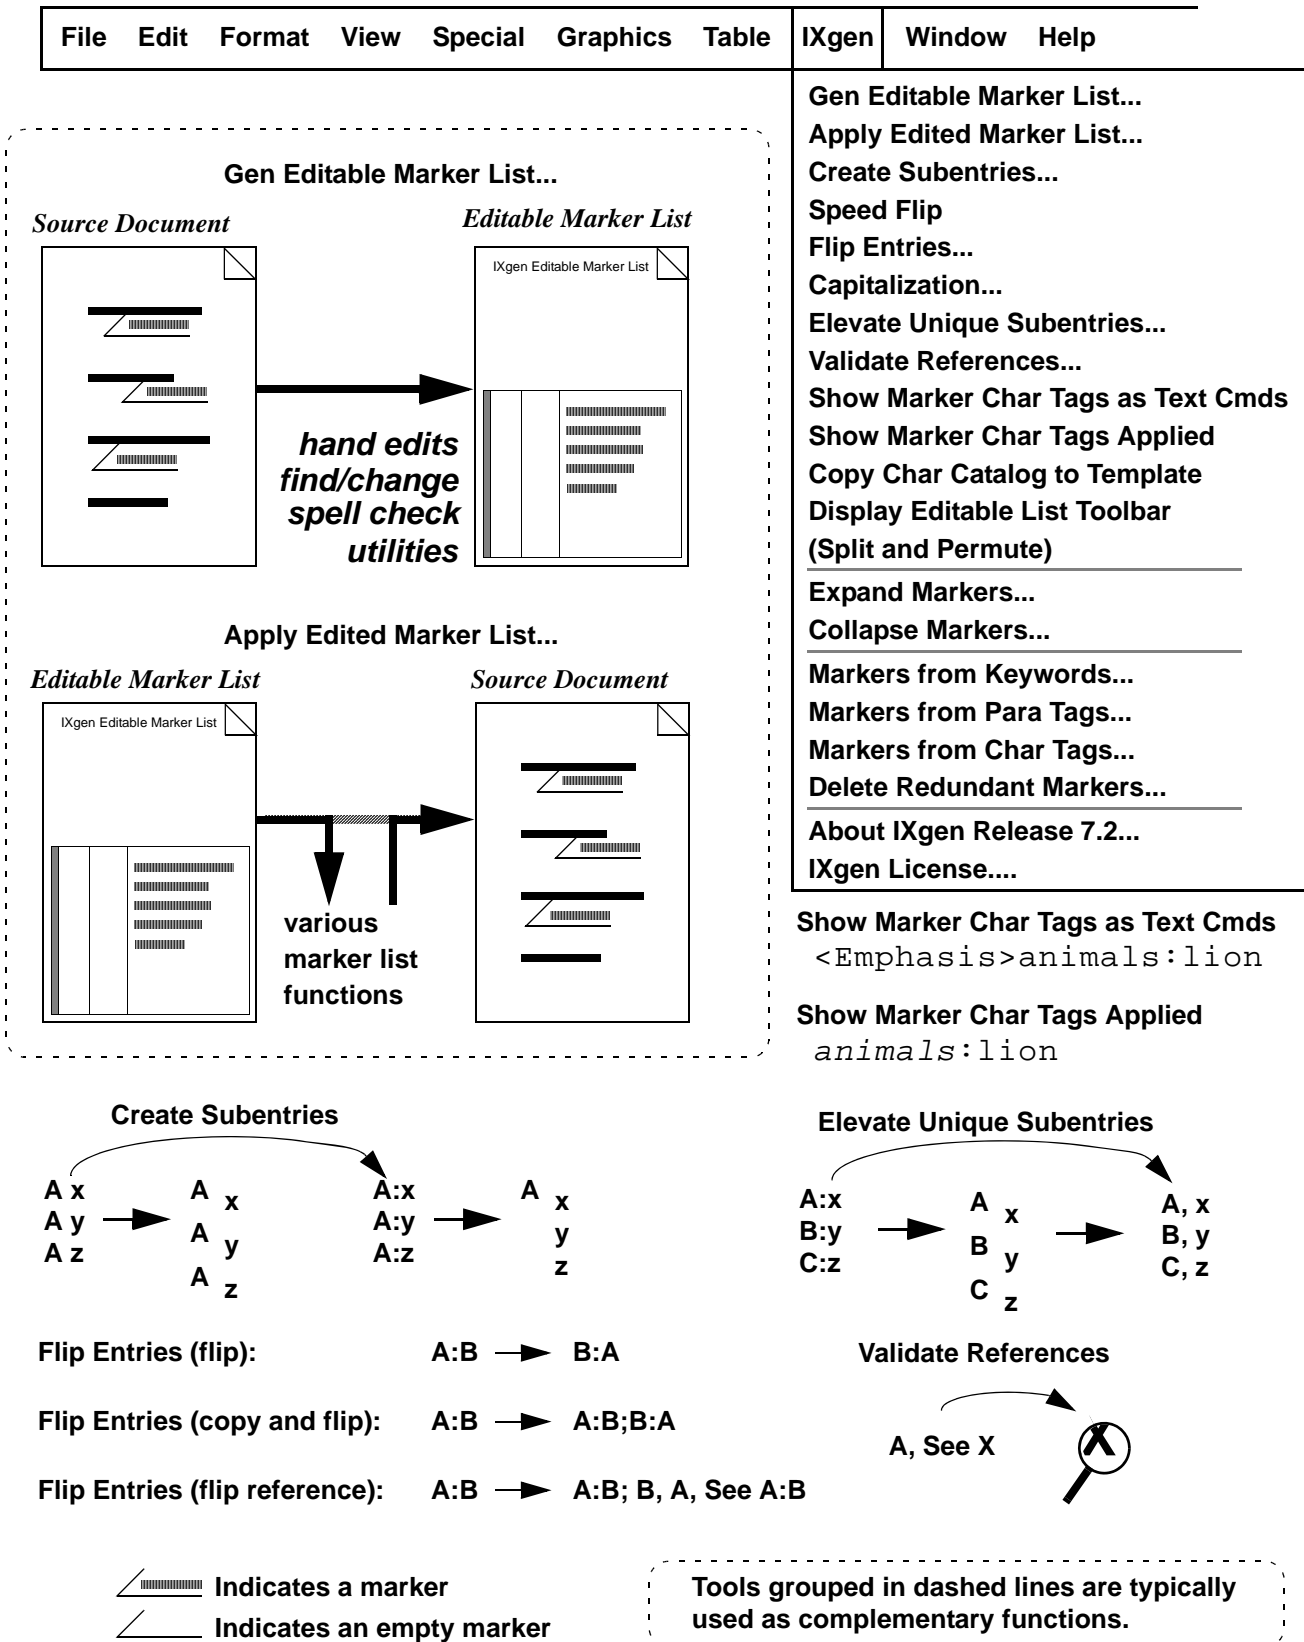 File Edit Format View Special Graphics Table IXgen Window Help
Gen Editable Marker List...
Apply Edited Marker List...
Create Subentries...
Speed Flip
Flip Entries...
Capitalization...
Elevate Unique Subentries...
Validate References...
Show Marker Char Tags as Text Cmds
Show Marker Char Tags Applied
Copy Char Catalog to Template
Display Editable List Toolbar
(Split and Permute)
Expand Markers...
Collapse Markers...
Markers from Keywords...
Markers from Para Tags...
Markers from Char Tags...
Delete Redundant Markers...
About IXgen Release 7.2...
IXgen License....
Gen Editable Marker List...
Source Document
Editable Marker List
IXgen Editable Marker List
hand edits
find/change
spell check
utilities
Apply Edited Marker List...
Editable Marker List
Source Document
IXgen Editable Marker List
various
marker list
functions
Show Marker Char Tags as Text Cmds
<Emphasis>animals:lion
Show Marker Char Tags Applied
animals:lion
Create Subentries
A x
A y
A z
A x
A y
A z
A:x
A:y
A:z
A x
y
z
Elevate Unique Subentries
A:x
B:y
C:z
A x
B y
C z
A, x
B, y
C, z
Flip Entries (flip): A:B B:A
Flip Entries (copy and flip): A:B A:B;B:A
Flip Entries (flip reference): A:B A:B; B, A, See A:B
Validate References
A, See X
X
Indicates a marker
Indicates an empty marker
Tools grouped in dashed lines are typically
used as complementary functions.